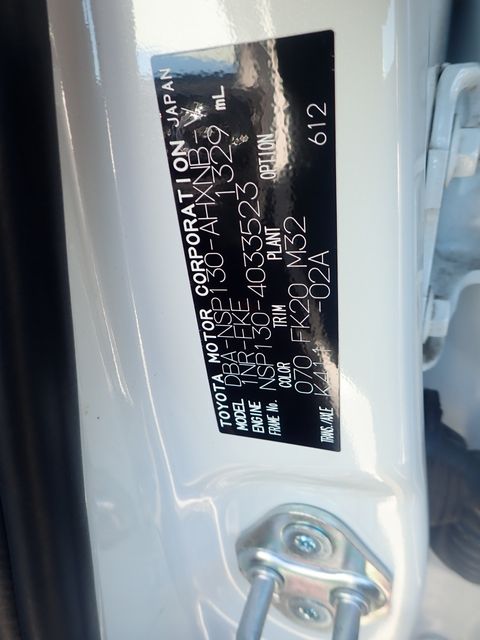 TOYOTA MOTOR CORPORATION JAPAN
MODEL DBA-NSP130-AHXNB-
ENGINE 1NR-FKE 1329 mL
FRAME No. NSP130-4033523
COLOR TRIM PLANT OPTION
070 FK20 M32 612
TRANS./AXLE K41 -02A